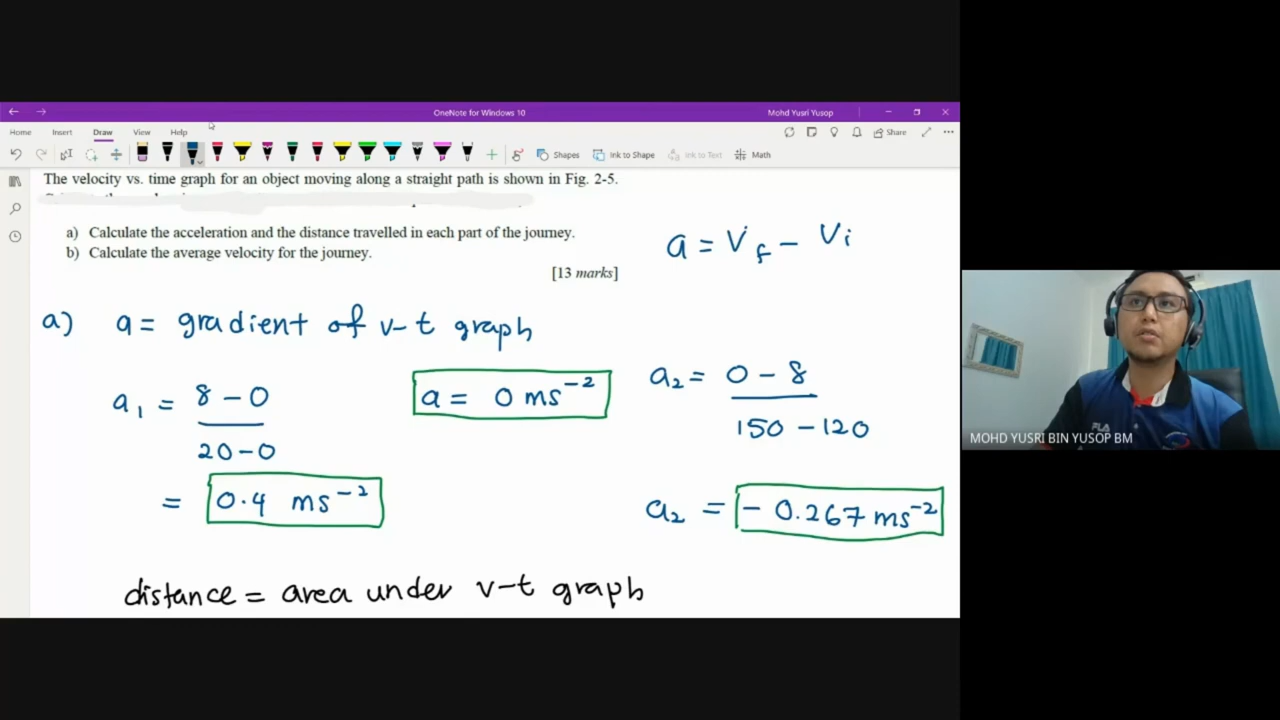 OneNote for Windows 10
Mohd Yusri Yusop
Home Insert Draw View Help
Share
Shapes Ink to Shape Ink to Text Math
The velocity vs. time graph for an object moving along a straight path is shown in Fig. 2-5.
a) Calculate the acceleration and the distance travelled in each part of the journey.
b) Calculate the average velocity for the journey.
[13 marks]
a = Vf - Vi
a) a = gradient of v-t graph
a1 = 8 - 0
20 - 0
= 0.4 ms⁻²
a = 0 ms⁻²
a2 = 0 - 8
150 - 120
a2 = - 0.267 ms⁻²
distance = area under v-t graph
FILA
MOHD YUSRI BIN YUSOP BM